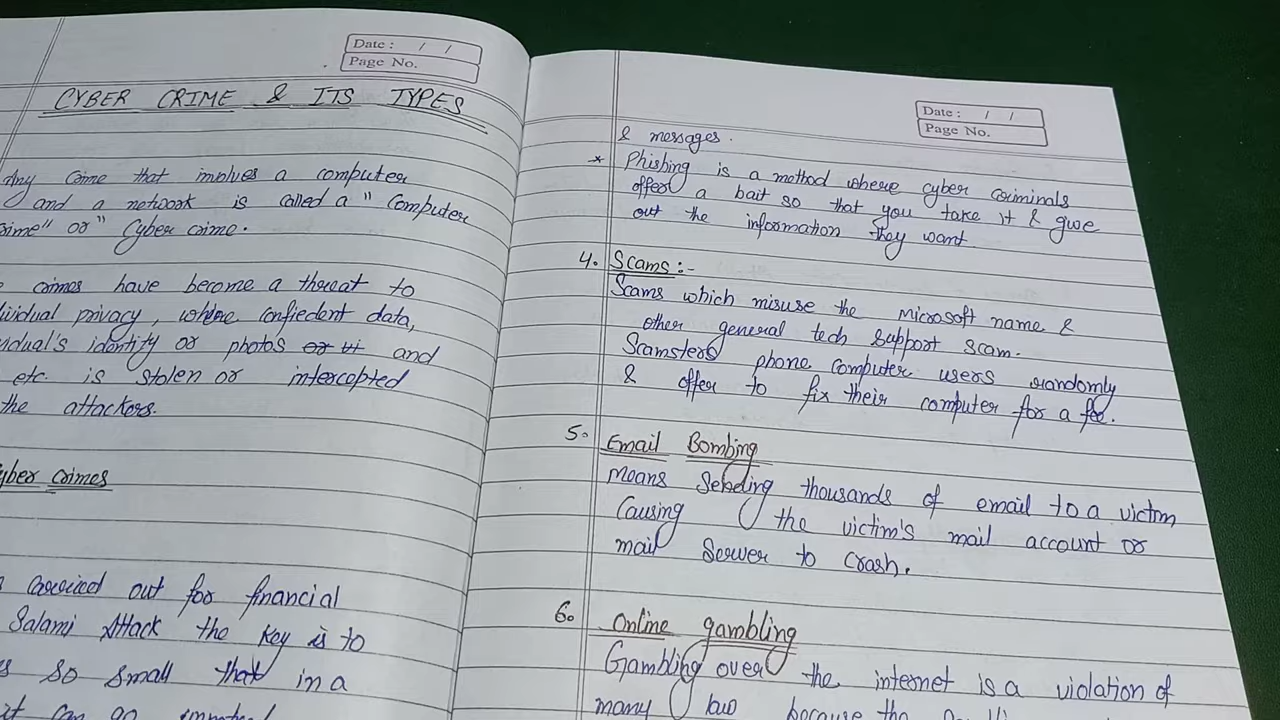 Date : / /
Page No.
CYBER CRIME & ITS TYPES
Any crime that involves a computer
and a network is called a "Computer
crime" or "Cyber crime.
crimes have become a threat to
individual privacy, where confiedent data,
individual's identity or photos and
etc. is stolen or intercepted
the attackers.
Cyber crimes
carried out for financial
Salami Attack the key is to
so small that in a
it can go
Date : / /
Page No.
& messages.
* Phishing is a method where cyber criminals
offer a bait so that you take it & give
out the information they want
4. Scams :-
Scams which misuse the Microsoft name &
other general tech support scam.
Scamsters phone computer users randomly
& offer to fix their computer for a fee.
5. Email Bombing
means Sending thousands of email to a victim
Causing the victim's mail account or
mail Server to crash.
6. Online gambling
Gambling over the internet is a violation of
many law because the